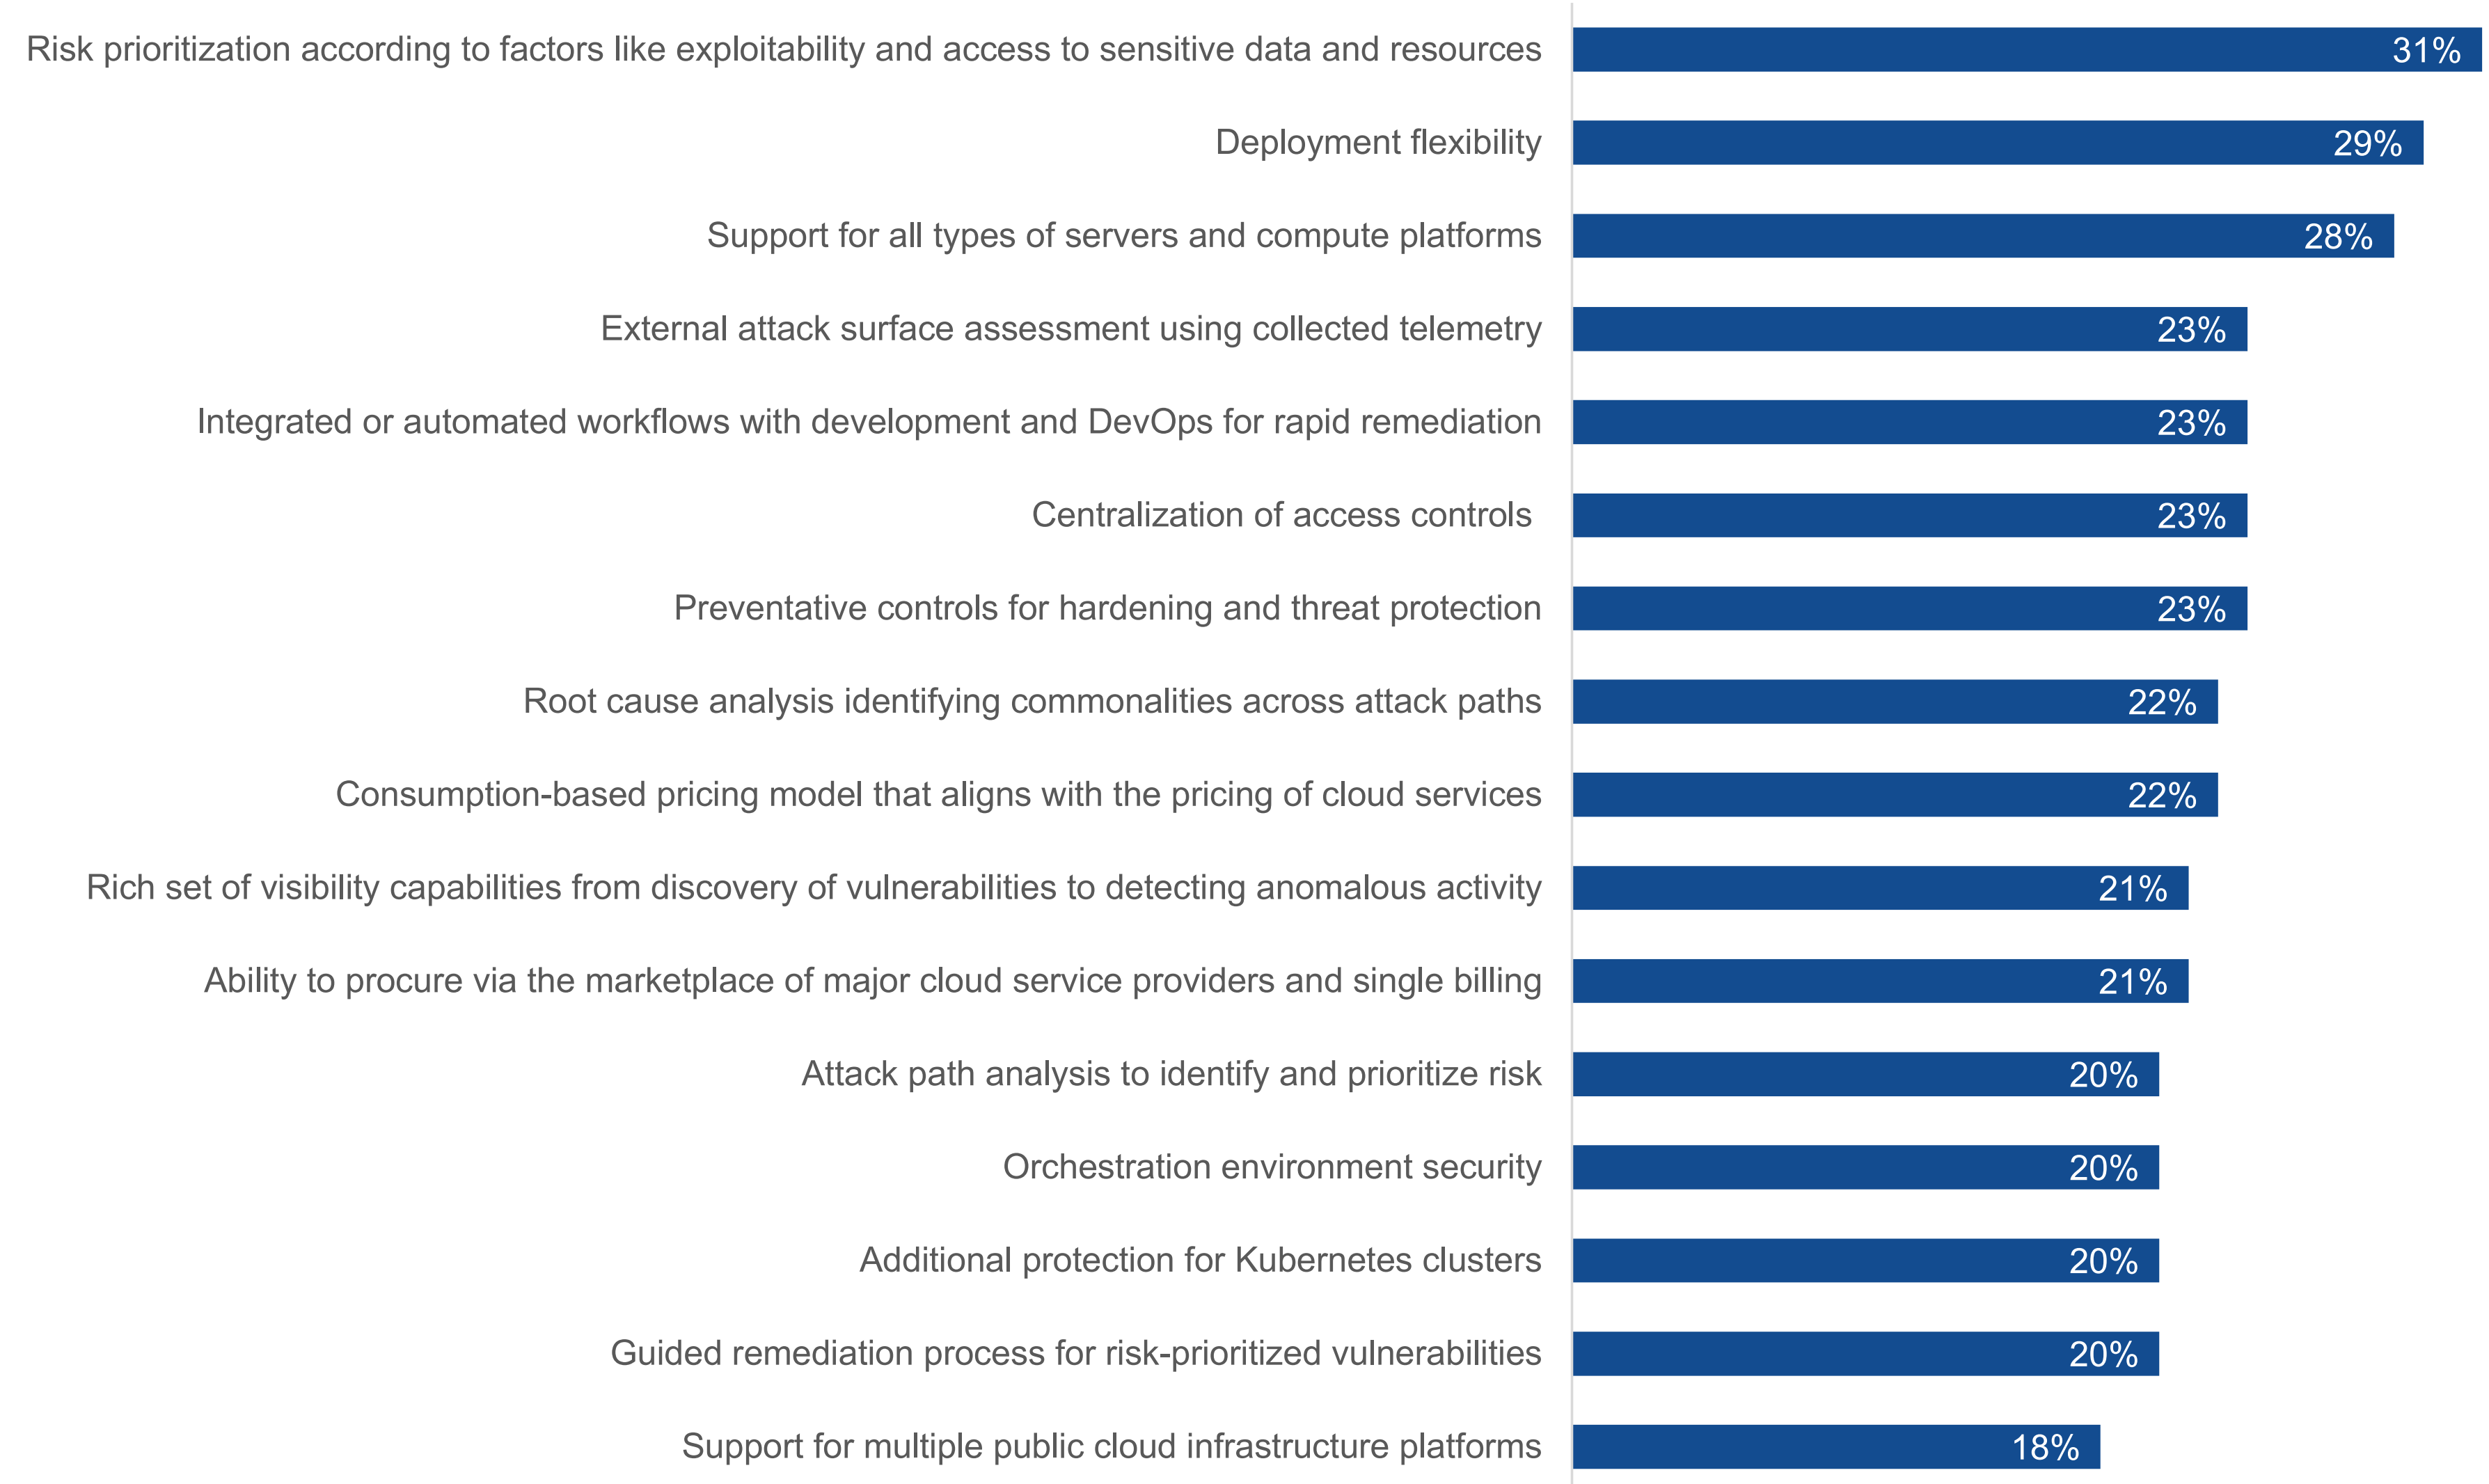 Risk prioritization according to factors like exploitability and access to sensitive data and resources 31%
Deployment flexibility 29%
Support for all types of servers and compute platforms 28%
External attack surface assessment using collected telemetry 23%
Integrated or automated workflows with development and DevOps for rapid remediation 23%
Centralization of access controls 23%
Preventative controls for hardening and threat protection 23%
Root cause analysis identifying commonalities across attack paths 22%
Consumption-based pricing model that aligns with the pricing of cloud services 22%
Rich set of visibility capabilities from discovery of vulnerabilities to detecting anomalous activity 21%
Ability to procure via the marketplace of major cloud service providers and single billing 21%
Attack path analysis to identify and prioritize risk 20%
Orchestration environment security 20%
Additional protection for Kubernetes clusters 20%
Guided remediation process for risk-prioritized vulnerabilities 20%
Support for multiple public cloud infrastructure platforms 18%